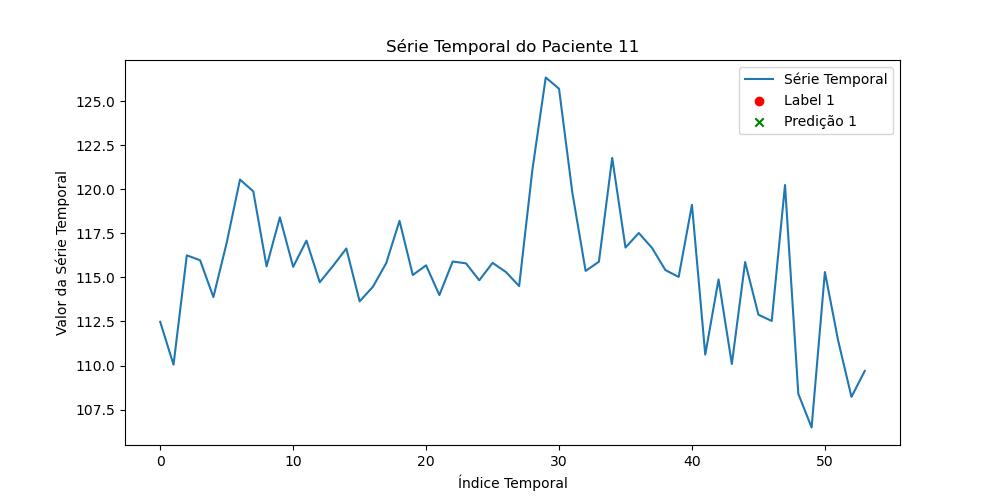 Série Temporal do Paciente 11
Série Temporal
Label 1
Predição 1
125.0
122.5
120.0
117.5
115.0
112.5
110.0
107.5
Valor da Série Temporal
0 10 20 30 40 50
Índice Temporal